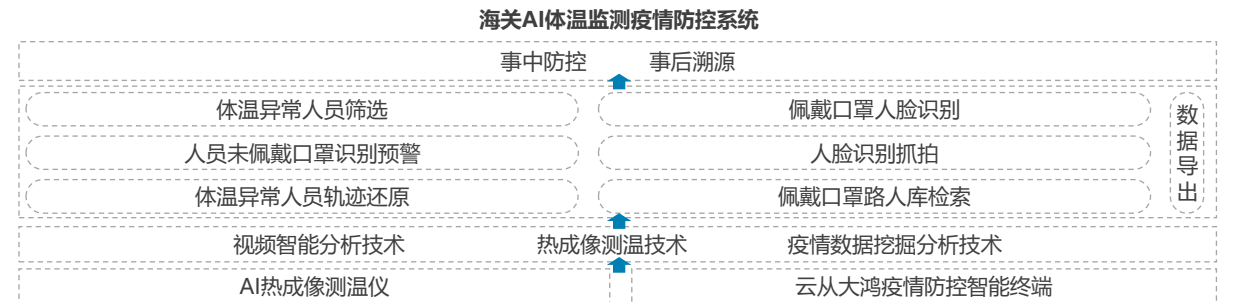 海关AI体温监测疫情防控系统
事中防控 事后溯源
体温异常人员筛选 佩戴口罩人脸识别
人员未佩戴口罩识别预警 人脸识别抓拍
体温异常人员轨迹还原 佩戴口罩路人库检索
数据导出
视频智能分析技术 热成像测温技术 疫情数据挖掘分析技术
AI热成像测温仪 云从大鸿疫情防控智能终端